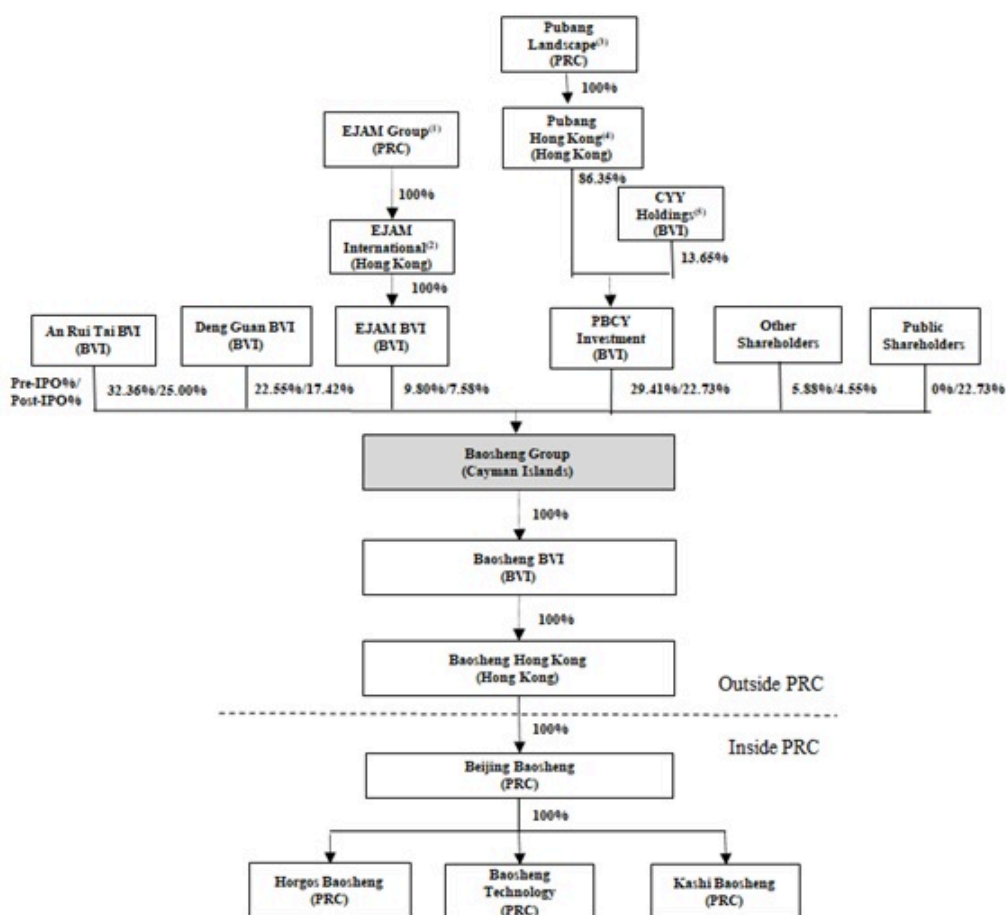 Pubang
Landscape(3)
(PRC)
100%
EJAM Group(1)
(PRC)
Pubang
Hong Kong(4)
(Hong Kong)
86.35%
100%
CYY
Holdings(5)
(BVI)
EJAM
International(2)
(Hong Kong)
13.65%
100%
An Rui Tai BVI
(BVI)
Deng Guan BVI
(BVI)
EJAM BVI
(BVI)
PBCY
Investment
(BVI)
Other
Shareholders
Public
Shareholders
Pre-IPO%/
Post-IPO%
32.36%/25.00%
22.55%/17.42%
9.80%/7.58%
29.41%/22.73%
5.88%/4.55%
0%/22.73%
Baosheng Group
(Cayman Islands)
100%
Baosheng BVI
(BVI)
100%
Baosheng Hong Kong
(Hong Kong)
Outside PRC
100%
Inside PRC
Beijing Baosheng
(PRC)
100%
Horgos Baosheng
(PRC)
Baosheng
Technology
(PRC)
Kashi Baosheng
(PRC)